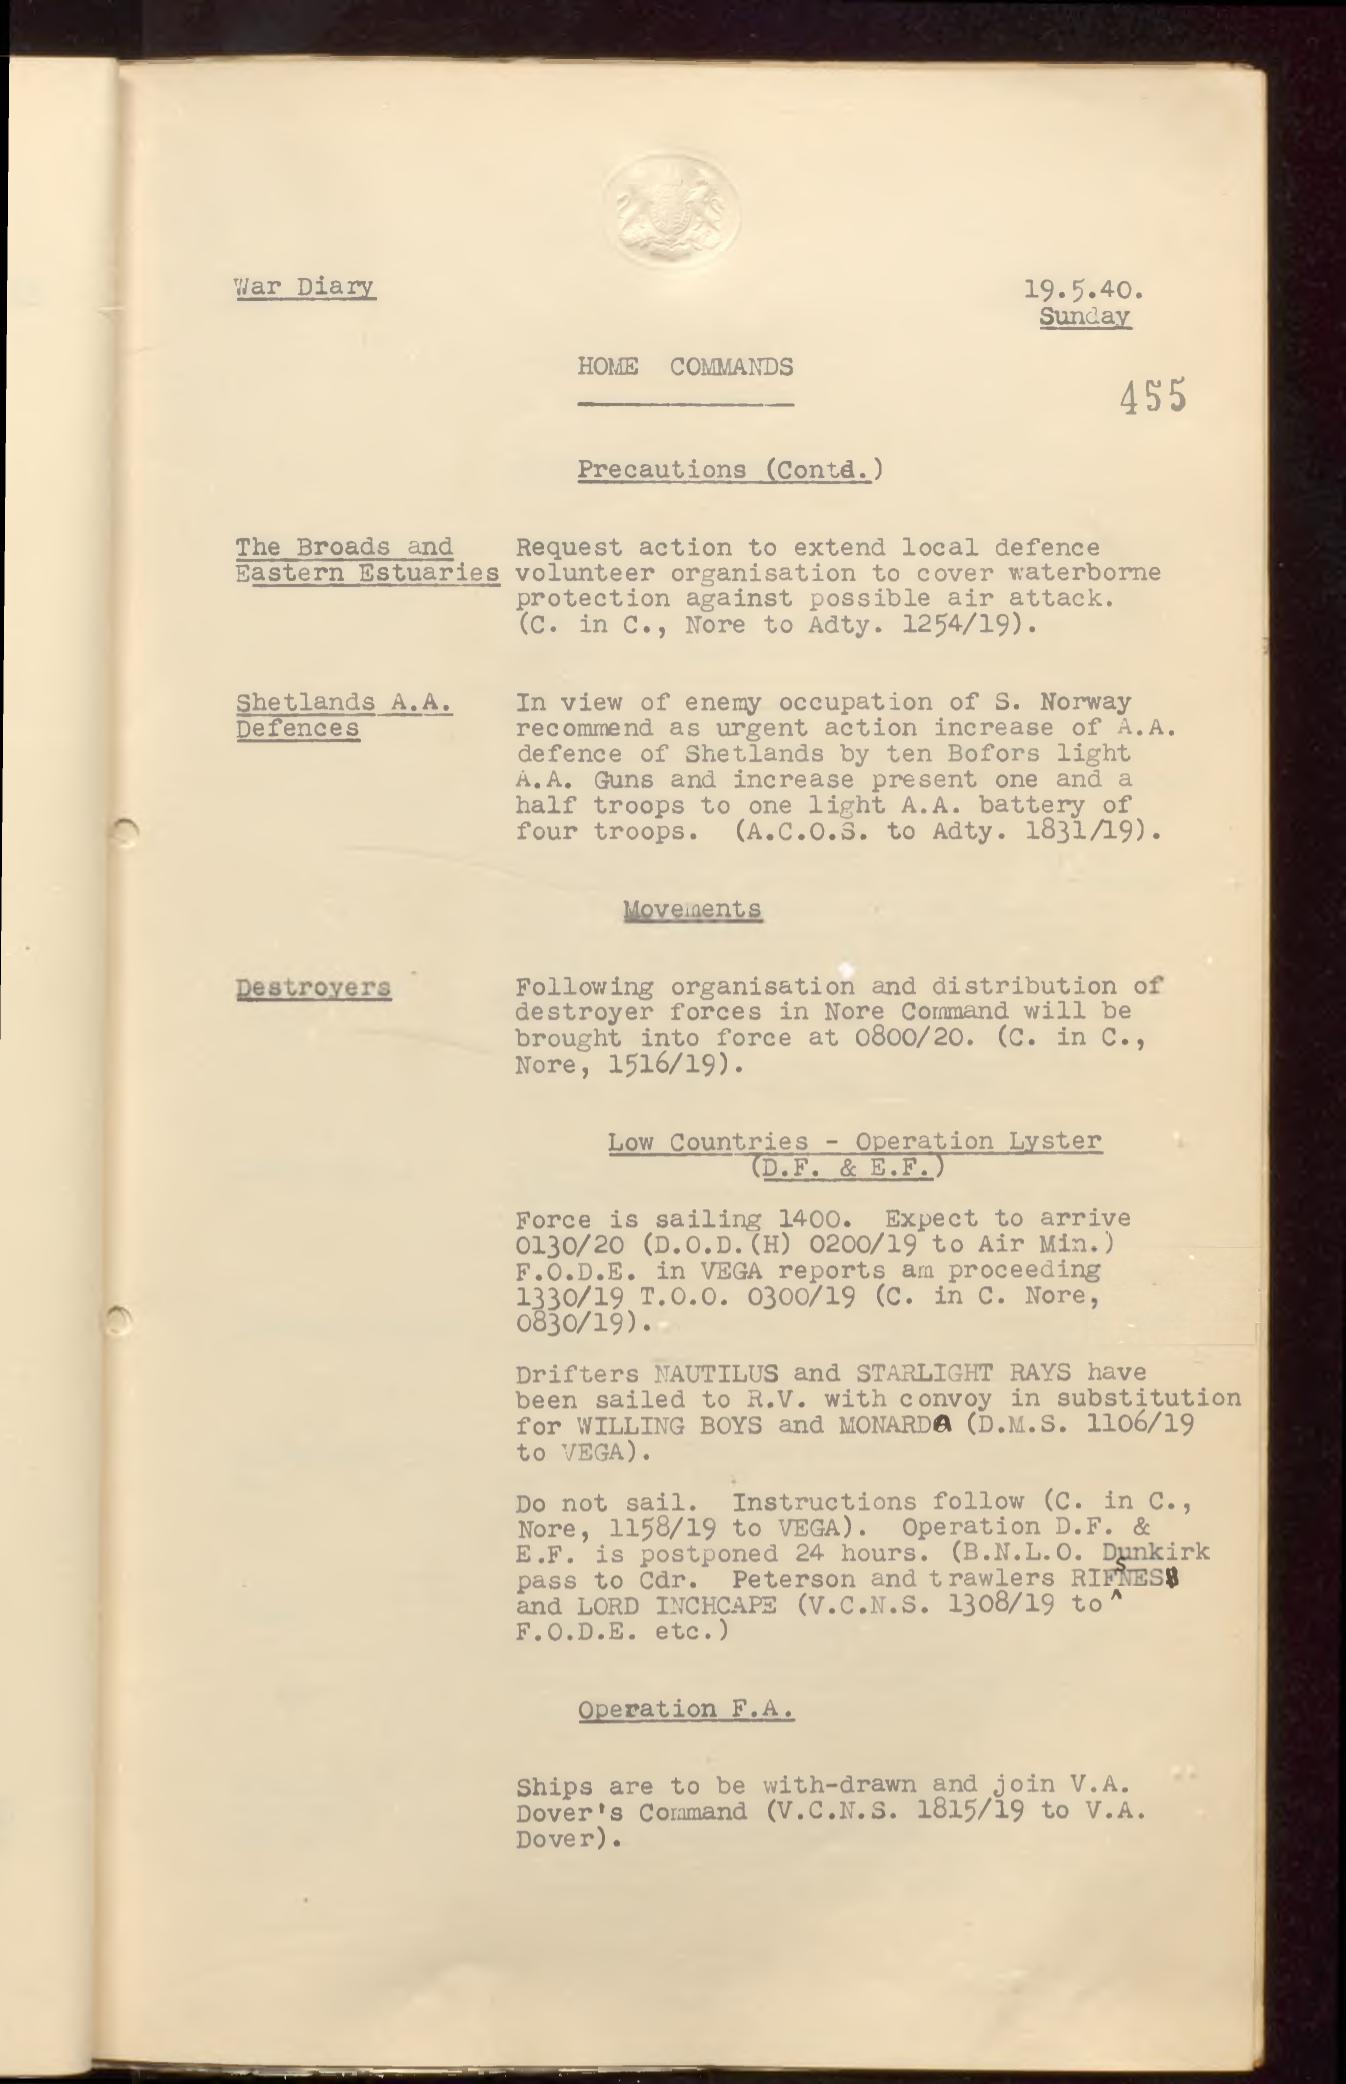 War Diary
19.5.40.
Sunday
HOME COMMANDS
455
Precautions (Contd.)
The Broads and
Eastern Estuaries
Request action to extend local defence
volunteer organisation to cover waterborne
protection against possible air attack.
(C. in C., Nore to Adty. 1254/19).
Shetlands A.A.
Defences
In view of enemy occupation of S. Norway
recommend as urgent action increase of A.A.
defence of Shetlands by ten Bofors light
A.A. Guns and increase present one and a
half troops to one light A.A. battery of
four troops. (A.C.O.S. to Adty. 1831/19).
Movements
Destroyers
Following organisation and distribution of
destroyer forces in Nore Command will be
brought into force at 0800/20. (C. in C.,
Nore, 1516/19).
Low Countries - Operation Lyster
(D.F. & E.F.)
Force is sailing 1400. Expect to arrive
0130/20 (D.O.D.(H) 0200/19 to Air Min.)
F.O.D.E. in VEGA reports am proceeding
1330/19 T.O.O. 0300/19 (C. in C. Nore,
0830/19).
Drifters NAUTILUS and STARLIGHT RAYS have
been sailed to R.V. with convoy in substitution
for WILLING BOYS and MONARDA (D.M.S. 1106/19
to VEGA).
Do not sail. Instructions follow (C. in C.,
Nore, 1158/19 to VEGA). Operation D.F. &
E.F. is postponed 24 hours. (B.N.L.O. Dunkirk
pass to Cdr. Peterson and trawlers RIFSNES
and LORD INCHCAPE (V.C.N.S. 1308/19 to
F.O.D.E. etc.)
Operation F.A.
Ships are to be with-drawn and join V.A.
Dover's Command (V.C.N.S. 1815/19 to V.A.
Dover).